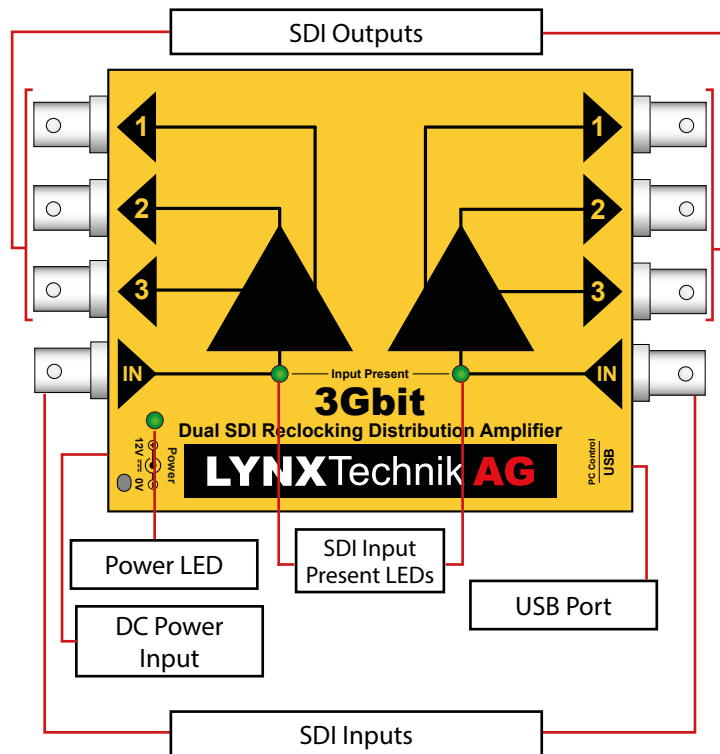 SDI Outputs
1
1
2
2
3
3
IN
Input Present
IN
3Gbit
Dual SDI Reclocking Distribution Amplifier
LYNXTechnik AG
12V
0V
Power
PC Control
USB
Power LED
SDI Input
Present LEDs
USB Port
DC Power
Input
SDI Inputs